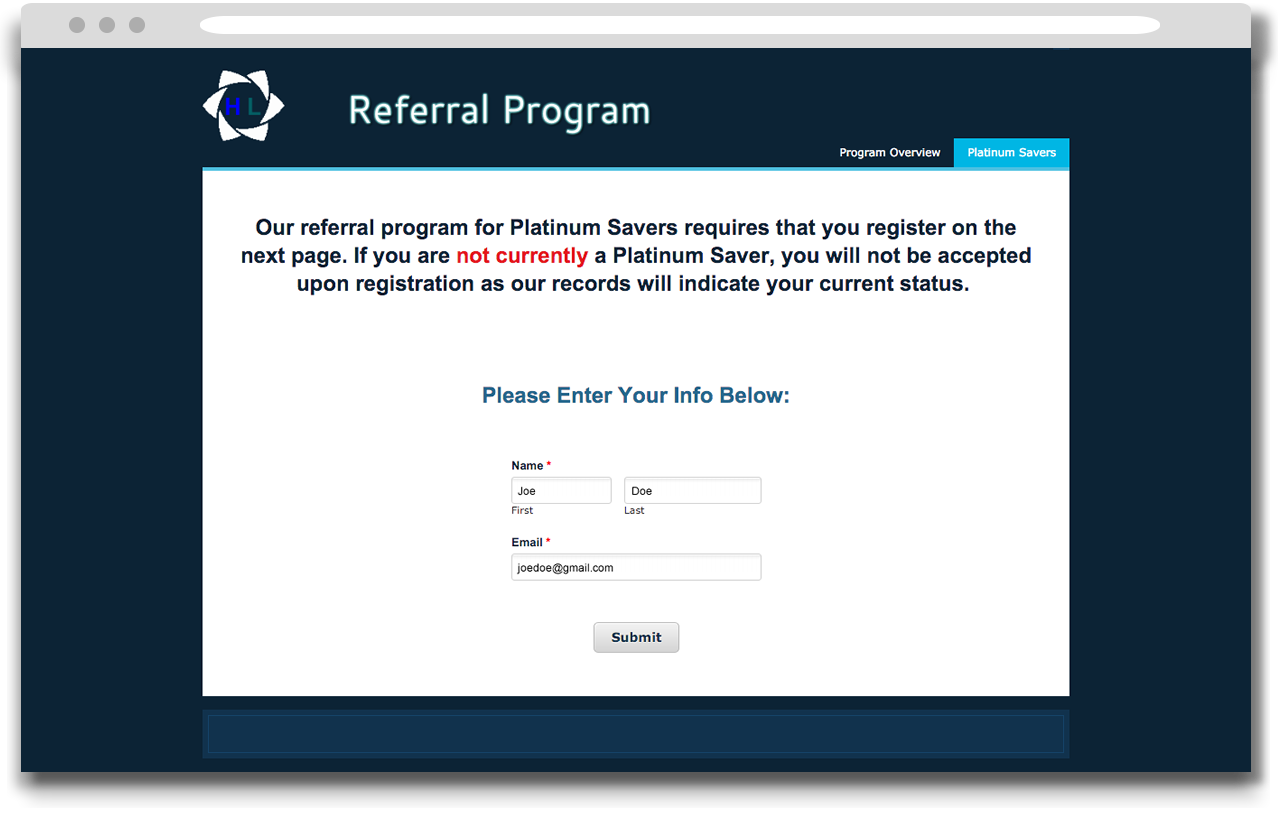 H L
Referral Program
Program Overview Platinum Savers
Our referral program for Platinum Savers requires that you register on the
next page. If you are not currently a Platinum Saver, you will not be accepted
upon registration as our records will indicate your current status.
Please Enter Your Info Below:
Name *
Joe Doe
First Last
Email *
joedoe@gmail.com
Submit